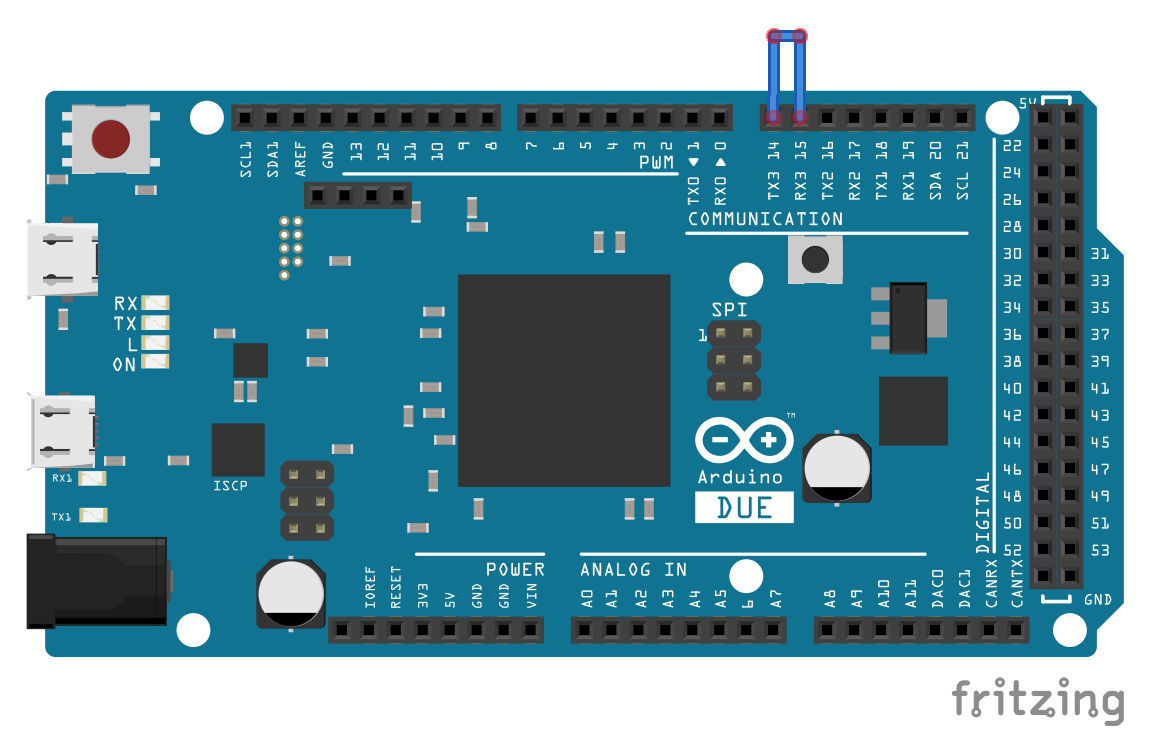 5V
SCL1 SDA1 AREF GND 13 12 11 10 9 8 7 6 5 4 3 2 1 0
TX3 14 RX3 15 TX2 16 RX2 17 TX1 18 RX1 19 SDA 20 SCL 21
PWM
TX0 RX0
COMMUNICATION
22
24
26
28
30 31
32 33
34 35
36 37
38 39
40 41
42 43
44 45
46 47
48 49
50 51
52 53
DIGITAL
RX
TX
L
ON
SPI
1
TM
Arduino
DUE
RX1
ISCP
TX1
POWER
ANALOG IN
IOREF RESET 3V3 5V GND GND VIN
A0 A1 A2 A3 A4 A5 6 A7
A8 A9 A10 A11 DAC0 DAC1 CANRX CANTX
GND
fritzing